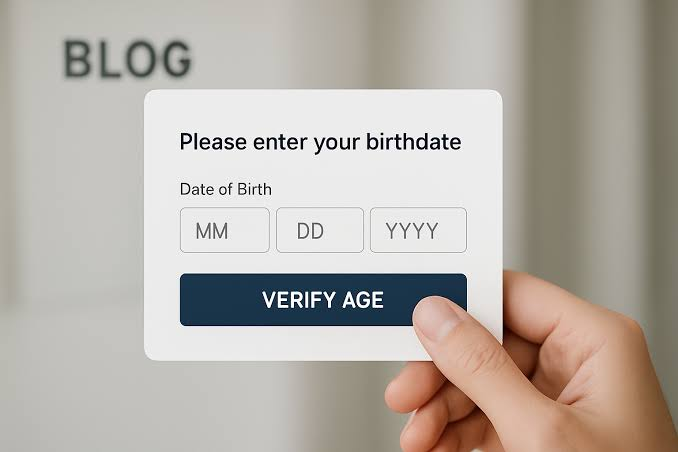 BLOG
Please enter your birthdate
Date of Birth
MM DD YYYY
VERIFY AGE